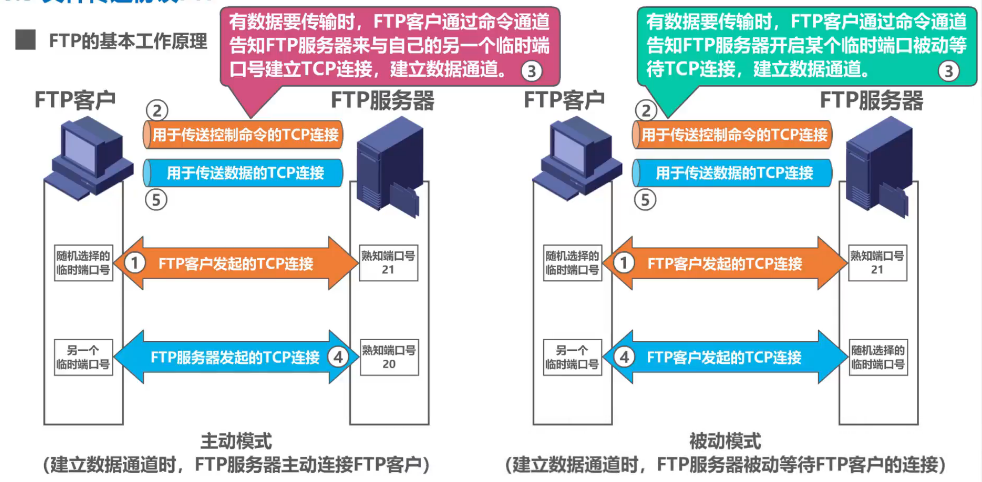 ■ FTP的基本工作原理
有数据要传输时，FTP客户通过命令通道
告知FTP服务器来与自己的另一个临时端
口号建立TCP连接，建立数据通道。 ③
FTP客户
FTP服务器
②
用于传送控制命令的TCP连接
用于传送数据的TCP连接
⑤
随机选择的
临时端口号
① FTP客户发起的TCP连接
熟知端口号
21
另一个
临时端口号
FTP服务器发起的TCP连接 ④
熟知端口号
20
主动模式
(建立数据通道时，FTP服务器主动连接FTP客户)
有数据要传输时，FTP客户通过命令通道
告知FTP服务器开启某个临时端口被动等
待TCP连接，建立数据通道。 ③
FTP客户
FTP服务器
②
用于传送控制命令的TCP连接
用于传送数据的TCP连接
⑤
随机选择的
临时端口号
① FTP客户发起的TCP连接
熟知端口号
21
另一个
临时端口号
④ FTP客户发起的TCP连接
随机选择的
临时端口号
被动模式
(建立数据通道时，FTP服务器被动等待FTP客户的连接)